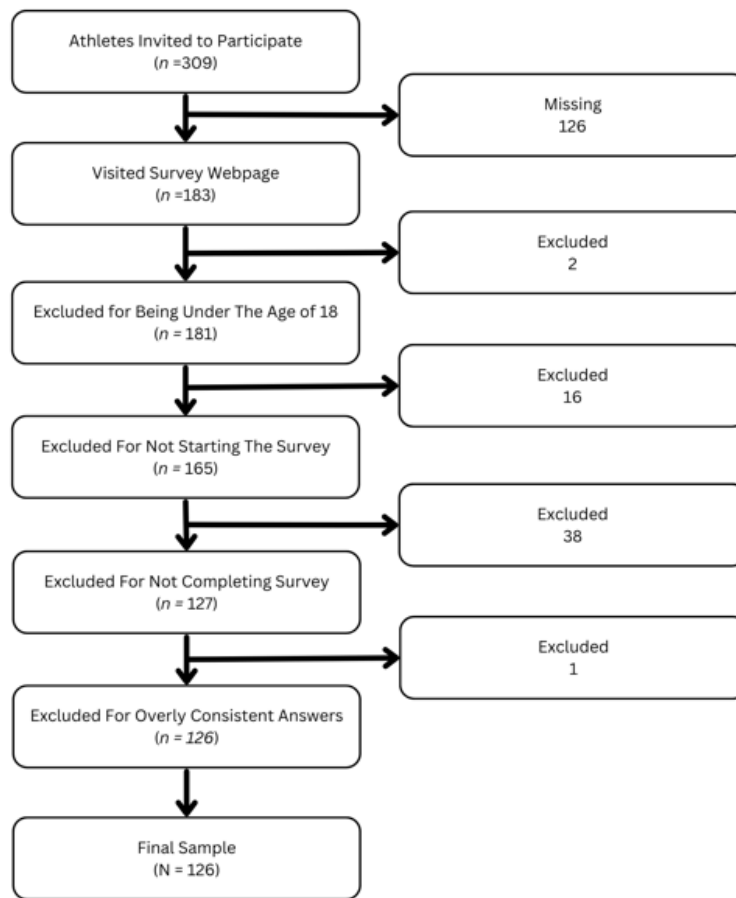 Athletes Invited to Participate
(n =309)
Missing
126
Visited Survey Webpage
(n =183)
Excluded
2
Excluded for Being Under The Age of 18
(n = 181)
Excluded
16
Excluded For Not Starting The Survey
(n = 165)
Excluded
38
Excluded For Not Completing Survey
(n = 127)
Excluded
1
Excluded For Overly Consistent Answers
(n = 126)
Final Sample
(N = 126)